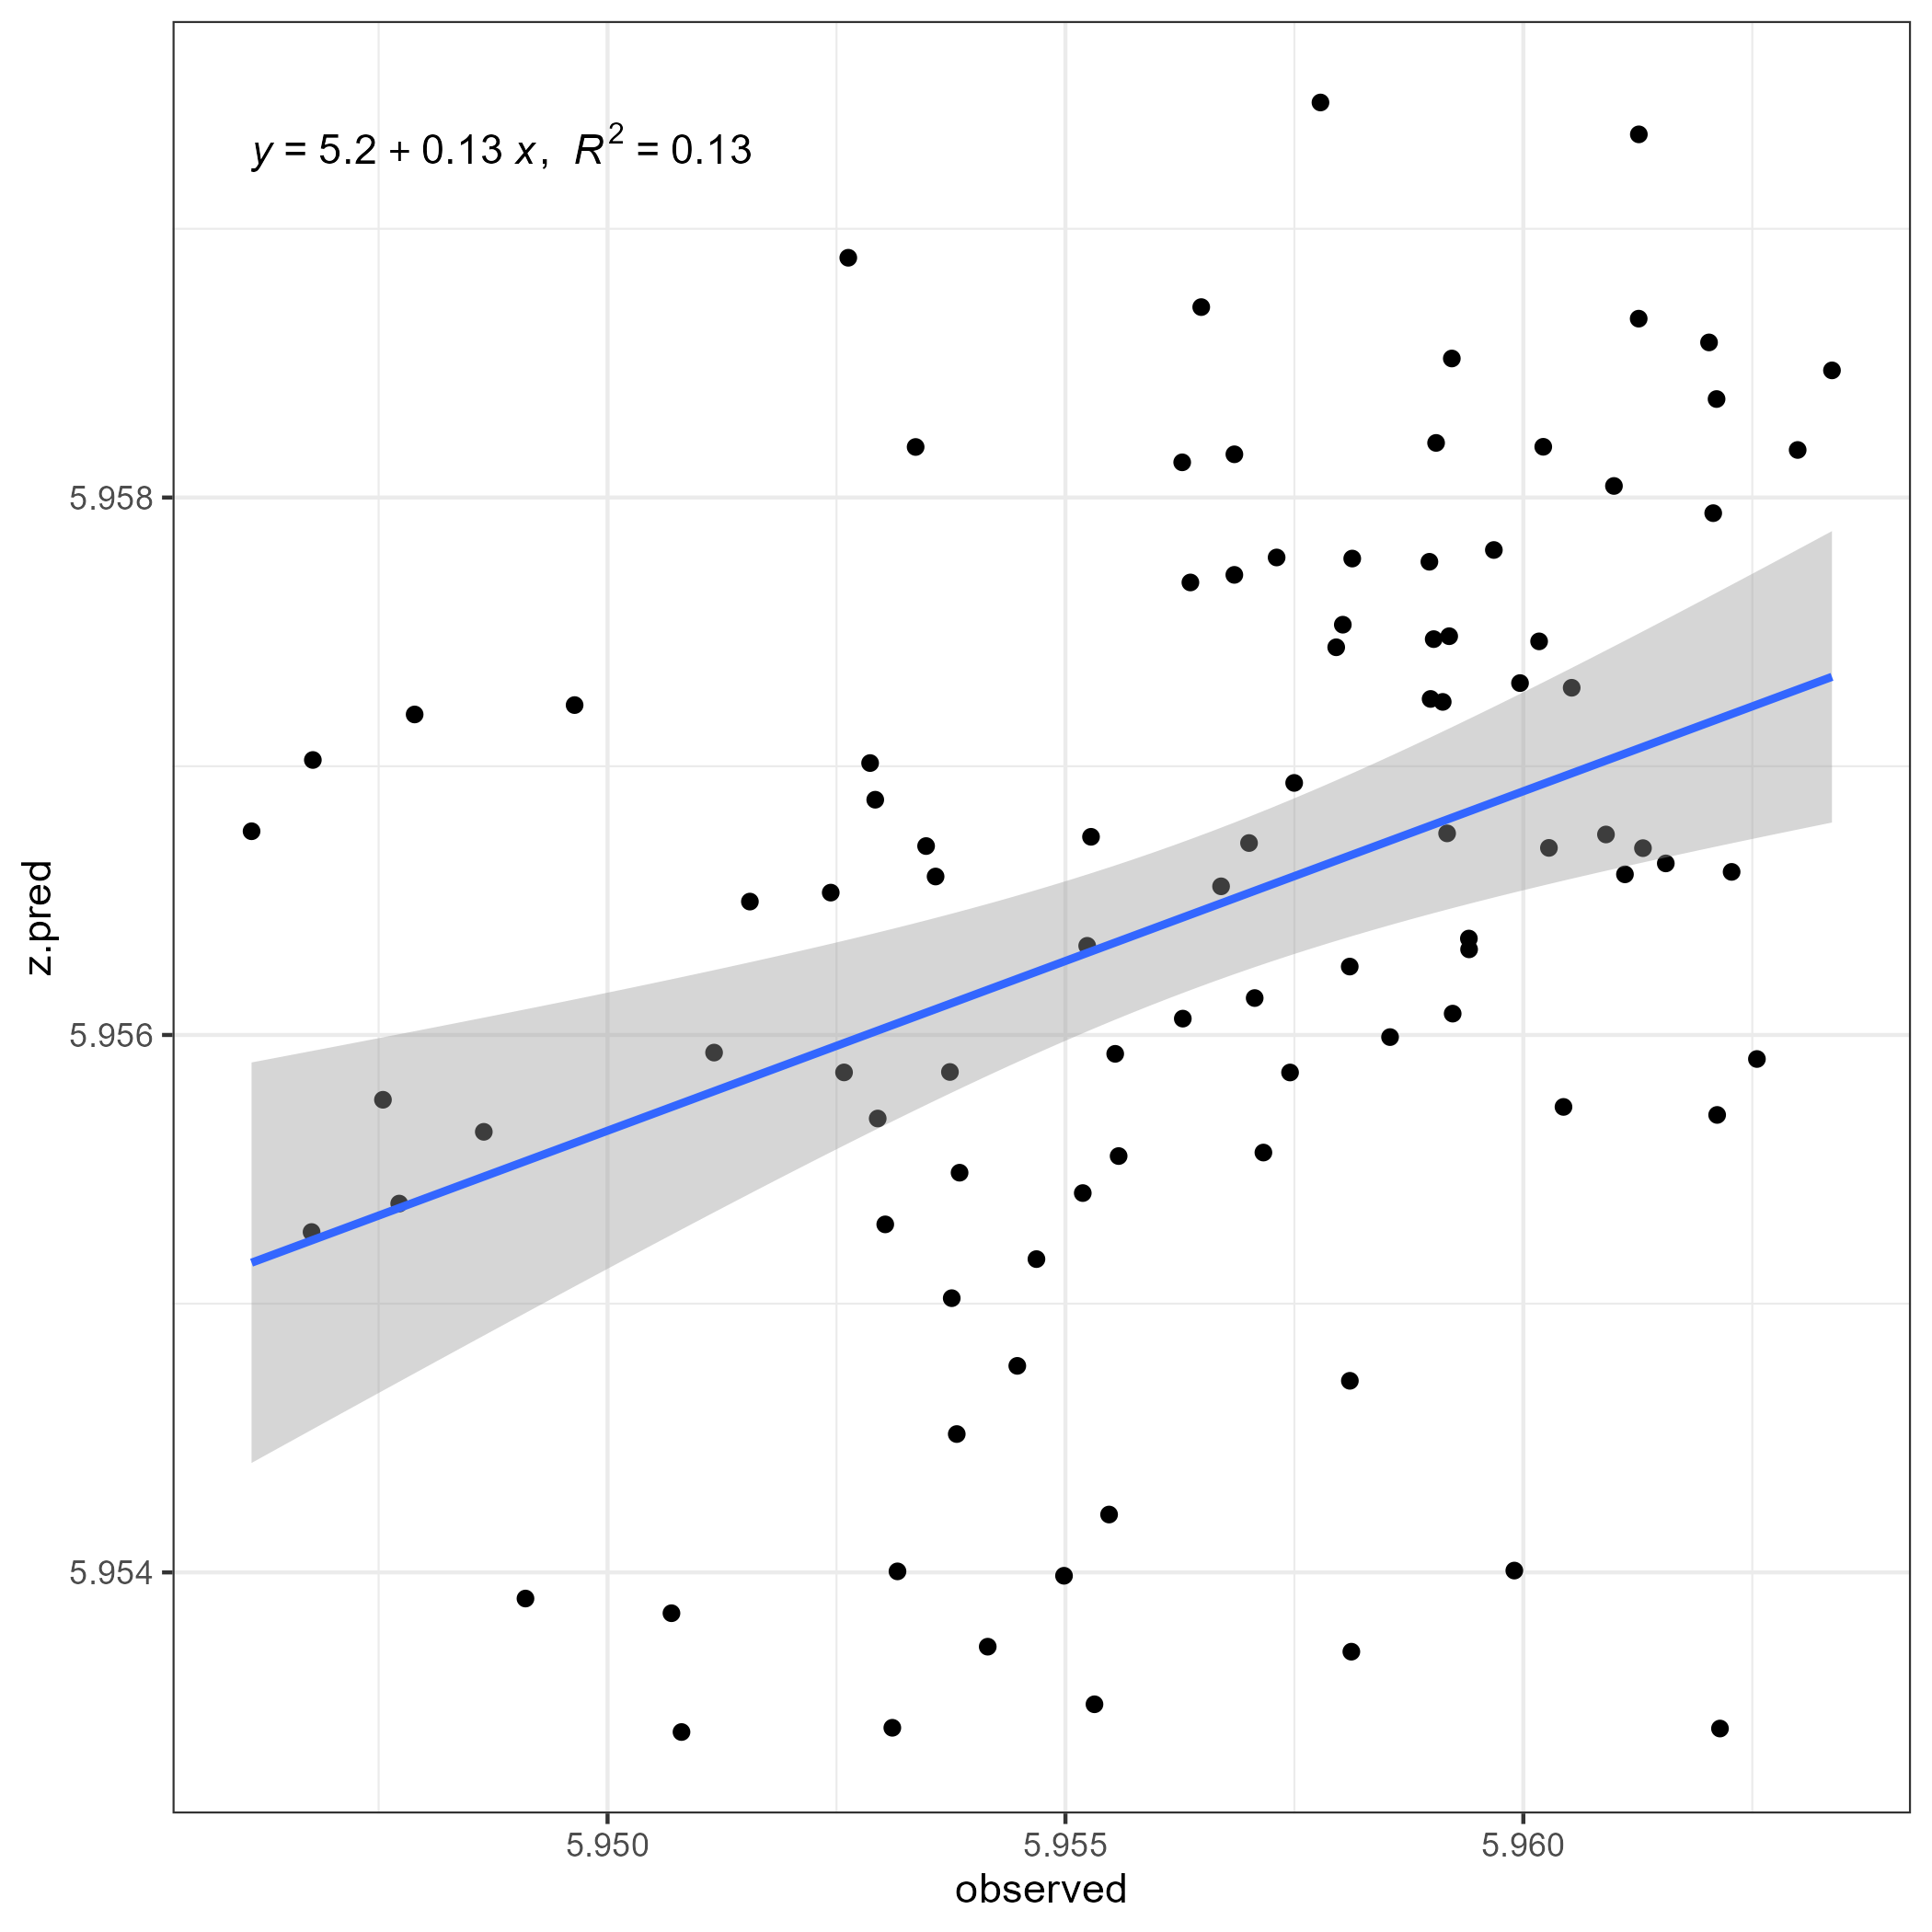 y = 5.2 + 0.13 x, R² = 0.13
5.958
5.956
5.954
z.pred
5.950 5.955 5.960
observed